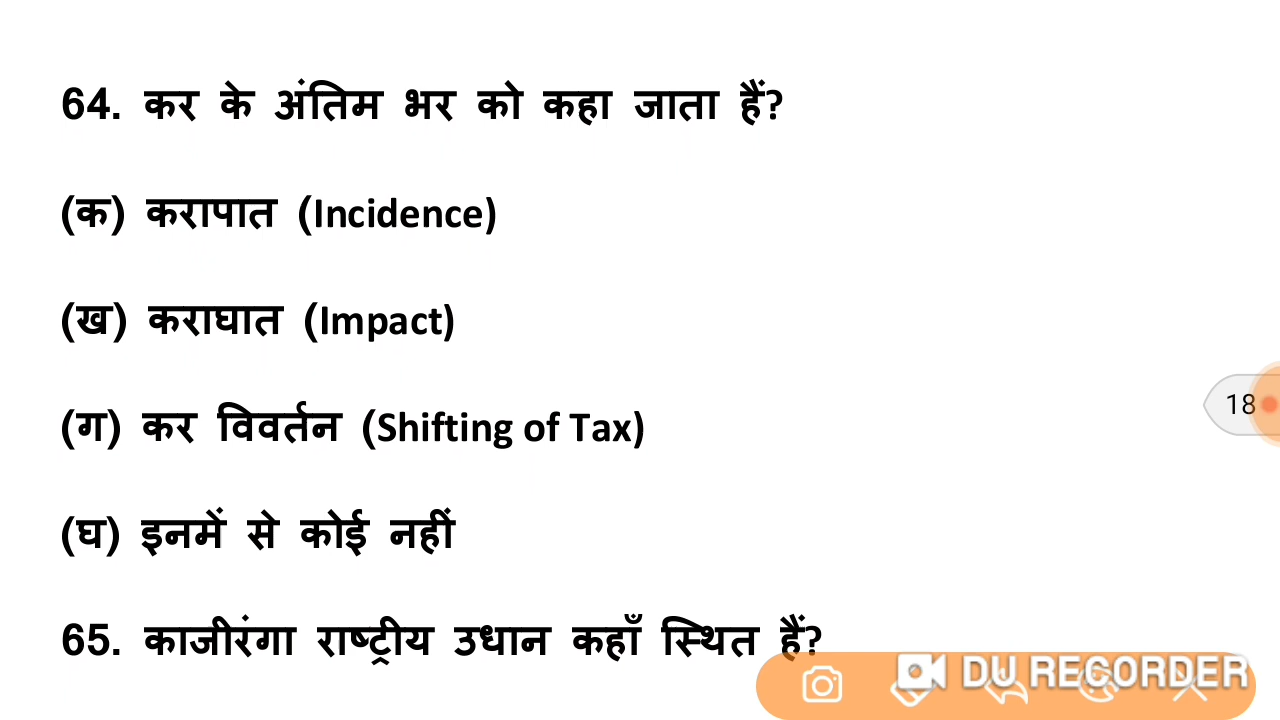 64. कर के अंतिम भर को कहा जाता हैं?
(क) करापात (Incidence)
(ख) कराघात (Impact)
(ग) कर विवर्तन (Shifting of Tax)
(घ) इनमें से कोई नहीं
18
65. काजीरंगा राष्ट्रीय उधान कहाँ स्थित हैं?
DU RECORDER